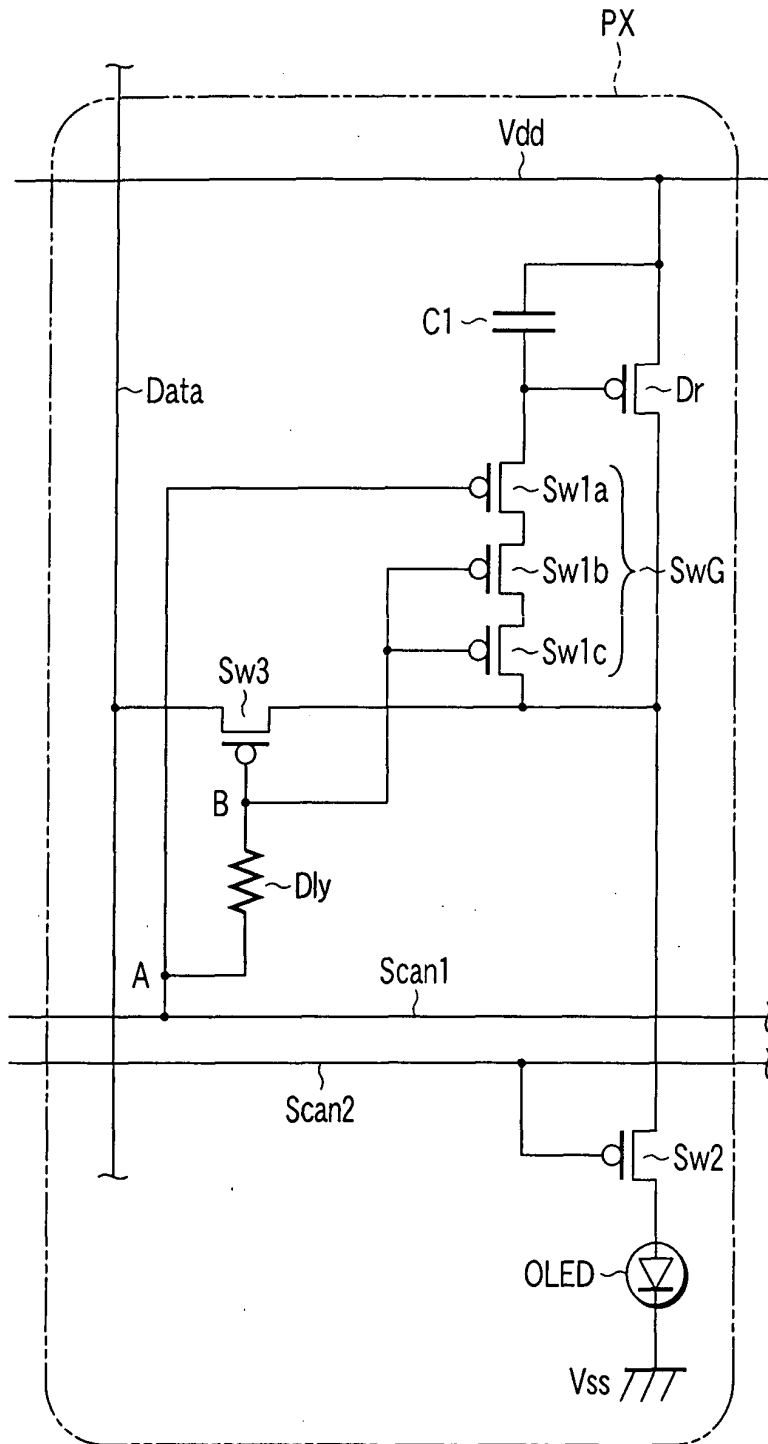 PX
Vdd
C1
Data
Dr
Sw1a
Sw1b
SwG
Sw1c
Sw3
B
Dly
A
Scan1
Scan2
Sw2
OLED
Vss